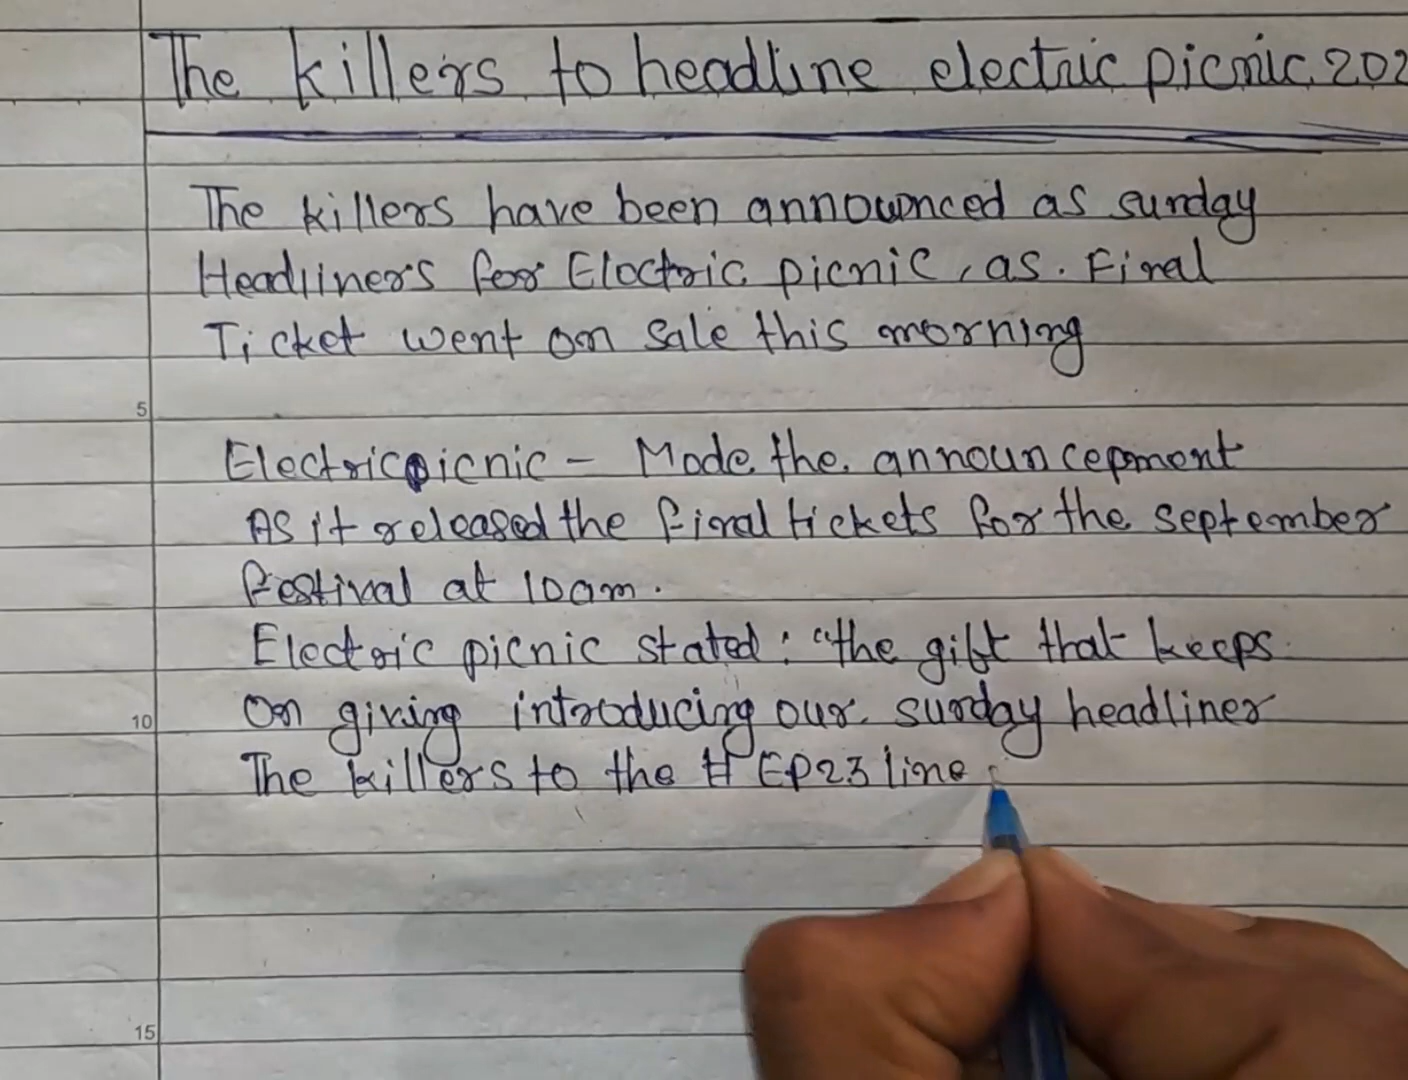 The killers to headline electric picnic 202
The killers have been announced as sunday
Headliners for Electric picnic, as. Final
Ticket went on sale this morning
5
Electricpicnic - Made the. announcepment
As it released the final tickets for the september
festival at 10am.
Electric picnic stated: "the gift that keeps
10
on giving introducing our. sunday headliner
The killers to the # EP23 line
15